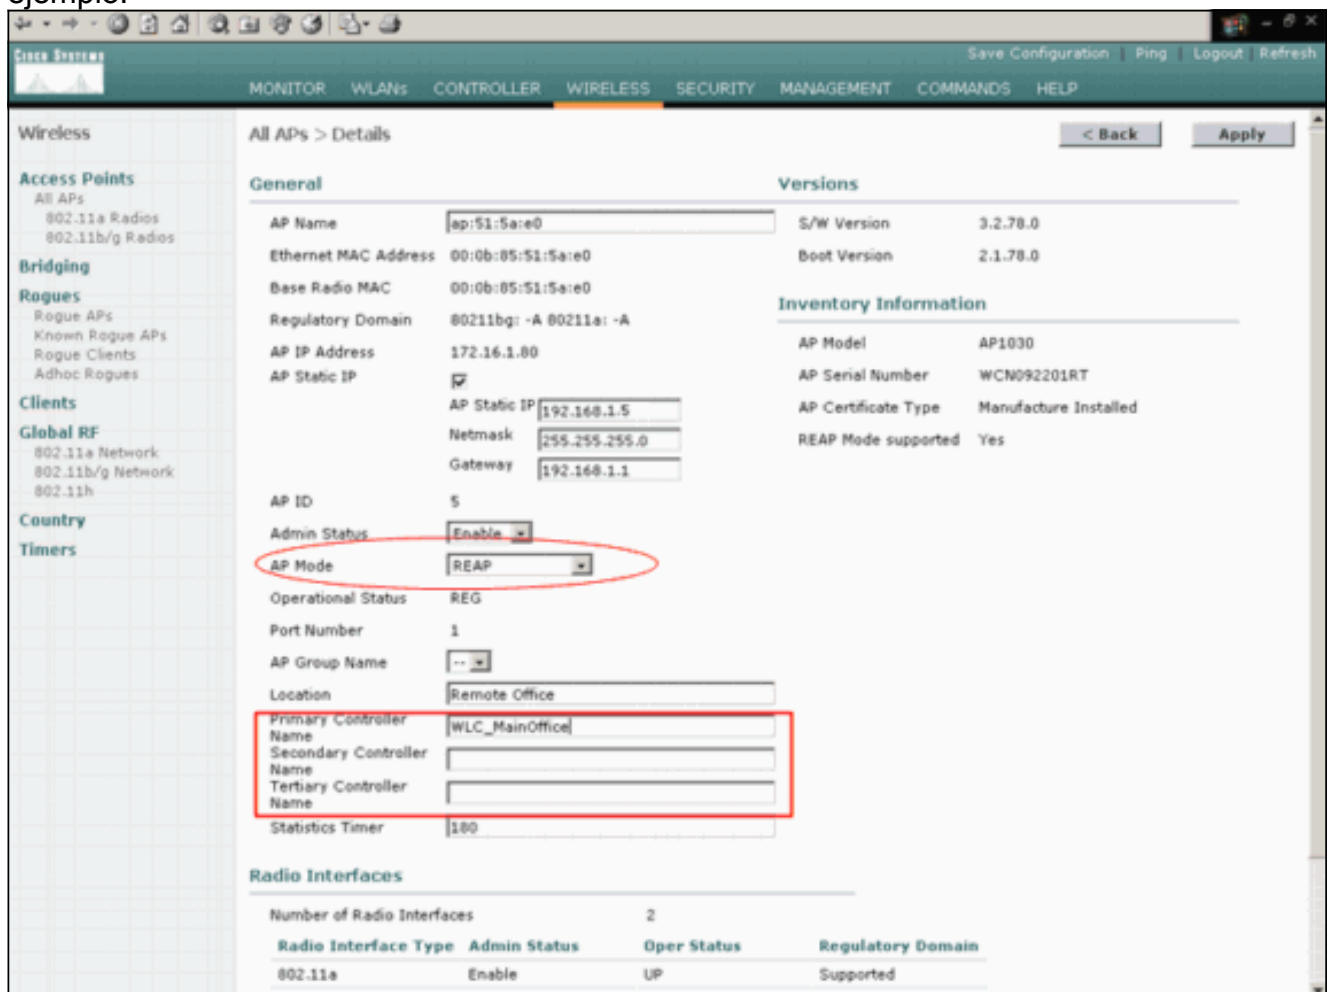 ejemplo:
Cisco Systems
Save Configuration | Ping | Logout | Refresh
MONITOR WLANs CONTROLLER WIRELESS SECURITY MANAGEMENT COMMANDS HELP
Wireless
Access Points
All APs
802.11a Radios
802.11b/g Radios
Bridging
Rogues
Rogue APs
Known Rogue APs
Rogue Clients
Adhoc Rogues
Clients
Global RF
802.11a Network
802.11b/g Network
802.11h
Country
Timers
All APs > Details
< Back Apply
General
AP Name ap:51:5a:e0
Ethernet MAC Address 00:0b:85:51:5a:e0
Base Radio MAC 00:0b:85:51:5a:e0
Regulatory Domain 80211bg: -A 80211a: -A
AP IP Address 172.16.1.80
AP Static IP
AP Static IP 192.168.1.5
Netmask 255.255.255.0
Gateway 192.168.1.1
AP ID 5
Admin Status Enable
AP Mode REAP
Operational Status REG
Port Number 1
AP Group Name --
Location Remote Office
Primary Controller
Name WLC_MainOffice
Secondary Controller
Name
Tertiary Controller
Name
Statistics Timer 180
Versions
S/W Version 3.2.78.0
Boot Version 2.1.78.0
Inventory Information
AP Model AP1030
AP Serial Number WCN092201RT
AP Certificate Type Manufacture Installed
REAP Mode supported Yes
Radio Interfaces
Number of Radio Interfaces 2
Radio Interface Type Admin Status Oper Status Regulatory Domain
802.11a Enable UP Supported